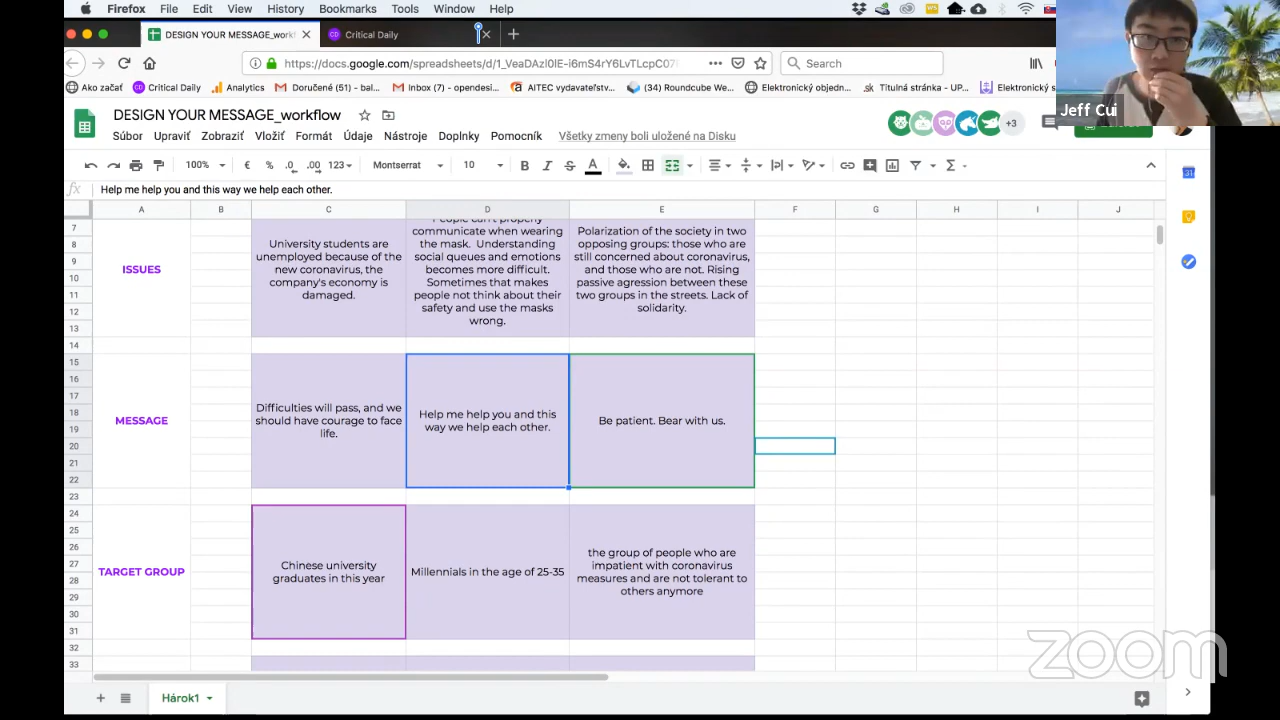 Firefox File Edit View History Bookmarks Tools Window Help
DESIGN YOUR MESSAGE_workfl
Critical Daily
https://docs.google.com/spreadsheets/d/1_VeaDAzl0lE-i6mS4rY6LvTLcpC07
Search
Jeff Cui
Ako začať Critical Daily Analytics Doručené (51) - bal... Inbox (7) - opendesi... AITEC vydavateľstv... (34) Roundcube We... Elektronický objedn... Titulná stránka - UP... Elektronický s
DESIGN YOUR MESSAGE_workflow
+3
Súbor Upraviť Zobraziť Vložiť Formát Údaje Nástroje Doplnky Pomocník Všetky zmeny boli uložené na Disku
100% € % .0 .00 123 Montserrat 10 B I S A Σ
fx Help me help you and this way we help each other.
A B C D E F G H I J
7
8
9
10
11
12
13
14
15
16
17
18
19
20
21
22
23
24
25
26
27
28
29
30
31
32
33
ISSUES
University students are
unemployed because of the
new coronavirus, the
company's economy is
damaged.
People can't properly
communicate when wearing
the mask. Understanding
social queues and emotions
becomes more difficult.
Sometimes that makes
people not think about their
safety and use the masks
wrong.
Polarization of the society in two
opposing groups: those who are
still concerned about coronavirus,
and those who are not. Rising
passive agression between these
two groups in the streets. Lack of
solidarity.
MESSAGE
Difficulties will pass, and we
should have courage to face
life.
Help me help you and this
way we help each other.
Be patient. Bear with us.
TARGET GROUP
Chinese university
graduates in this year
Millennials in the age of 25-35
the group of people who are
impatient with coronavirus
measures and are not tolerant to
others anymore
zoom
Hárok1